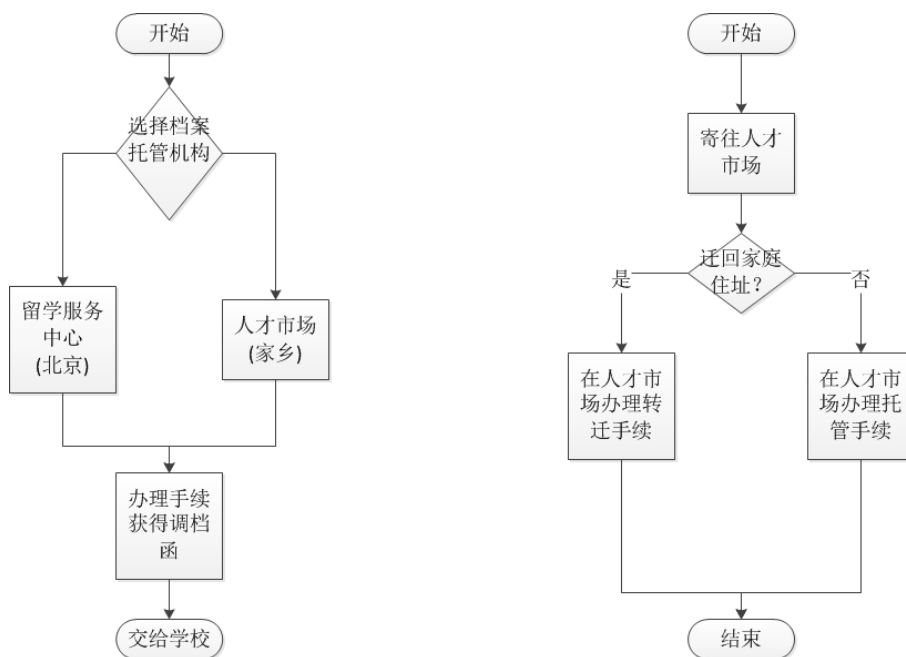 开始
选择档案
托管机构
留学服务
中心
(北京)
人才市场
(家乡)
办理手续
获得调档
函
交给学校
开始
寄往人才
市场
迁回家庭
住址？
是
否
在人才市
场办理转
迁手续
在人才市
场办理托
管手续
结束